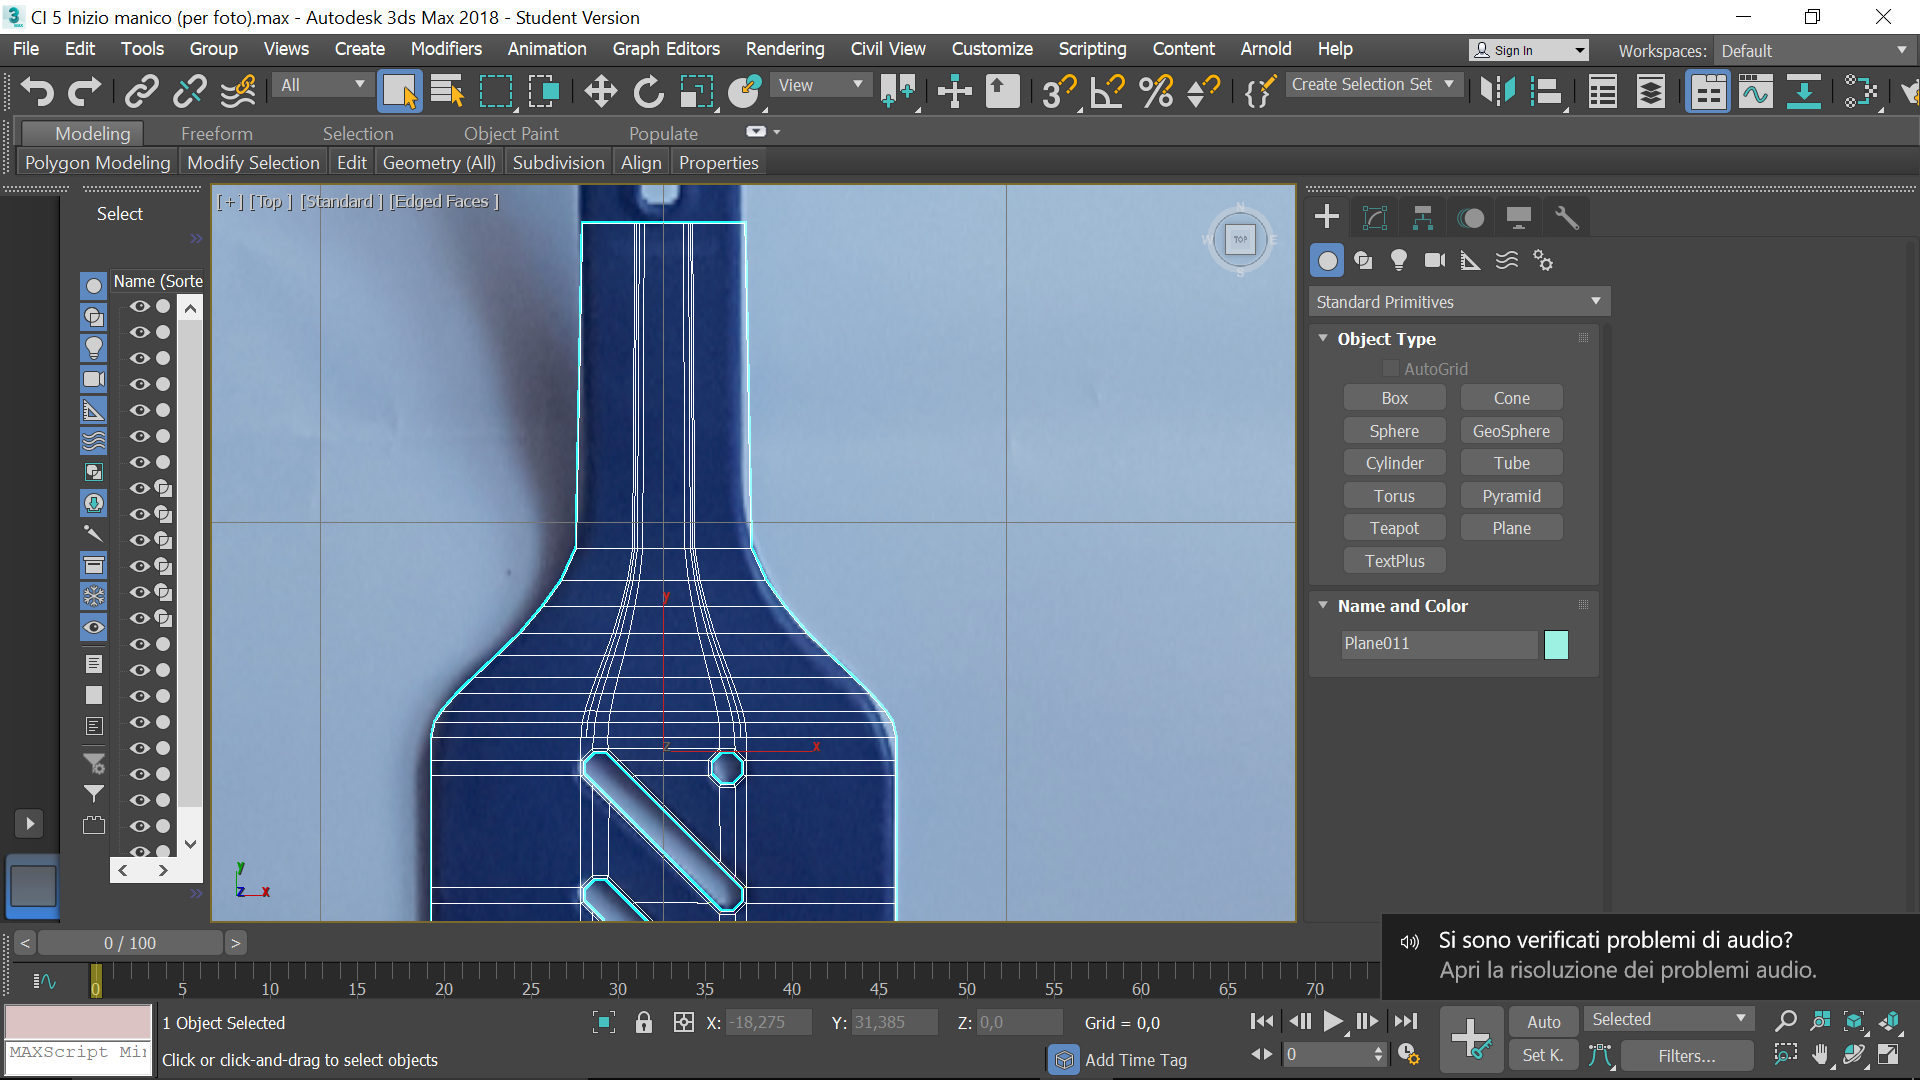 CI 5 Inizio manico (per foto).max - Autodesk 3ds Max 2018 - Student Version
File Edit Tools Group Views Create Modifiers Animation Graph Editors Rendering Civil View Customize Scripting Content Arnold Help Sign In Workspaces: Default
All View 3 Create Selection Set
Modeling Freeform Selection Object Paint Populate
Polygon Modeling Modify Selection Edit Geometry (All) Subdivision Align Properties
Select
Name (Sorte
[+] [Top ] [Standard ] [Edged Faces ]
N
W TOP E
S
y
z x
y
z x
Standard Primitives
Object Type
AutoGrid
Box Cone
Sphere GeoSphere
Cylinder Tube
Torus Pyramid
Teapot Plane
TextPlus
Name and Color
Plane011
Si sono verificati problemi di audio?
Apri la risoluzione dei problemi audio.
< 0 / 100 >
0 5 10 15 20 25 30 35 40 45 50 55 60 65 70
1 Object Selected X: -18,275 Y: 31,385 Z: 0,0 Grid = 0,0 Auto Selected
MAXScript Mir Click or click-and-drag to select objects Add Time Tag 0 Set K. Filters...